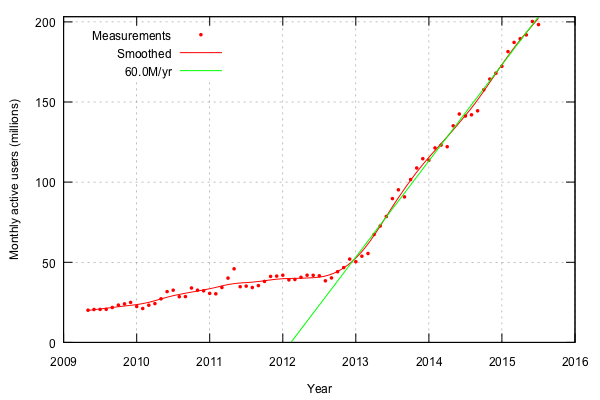 Measurements
Smoothed
60.0M/yr
200
150
100
50
0
Monthly active users (millions)
2009 2010 2011 2012 2013 2014 2015 2016
Year